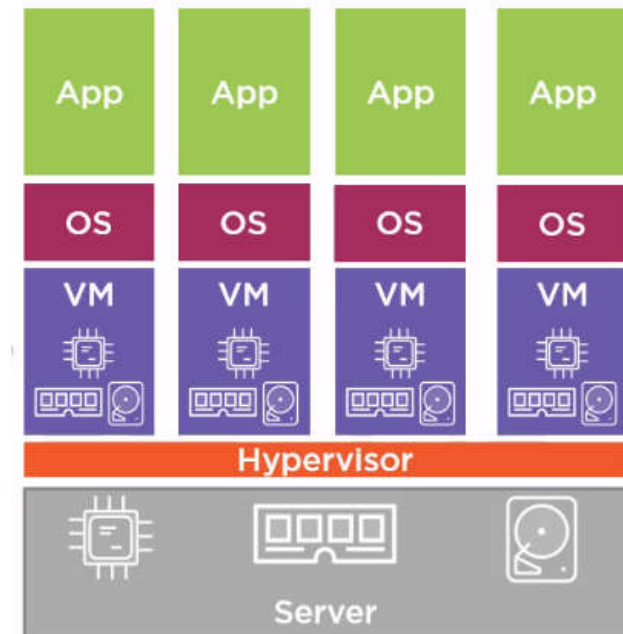 App App App App
OS OS OS OS
VM VM VM VM
Hypervisor
Server